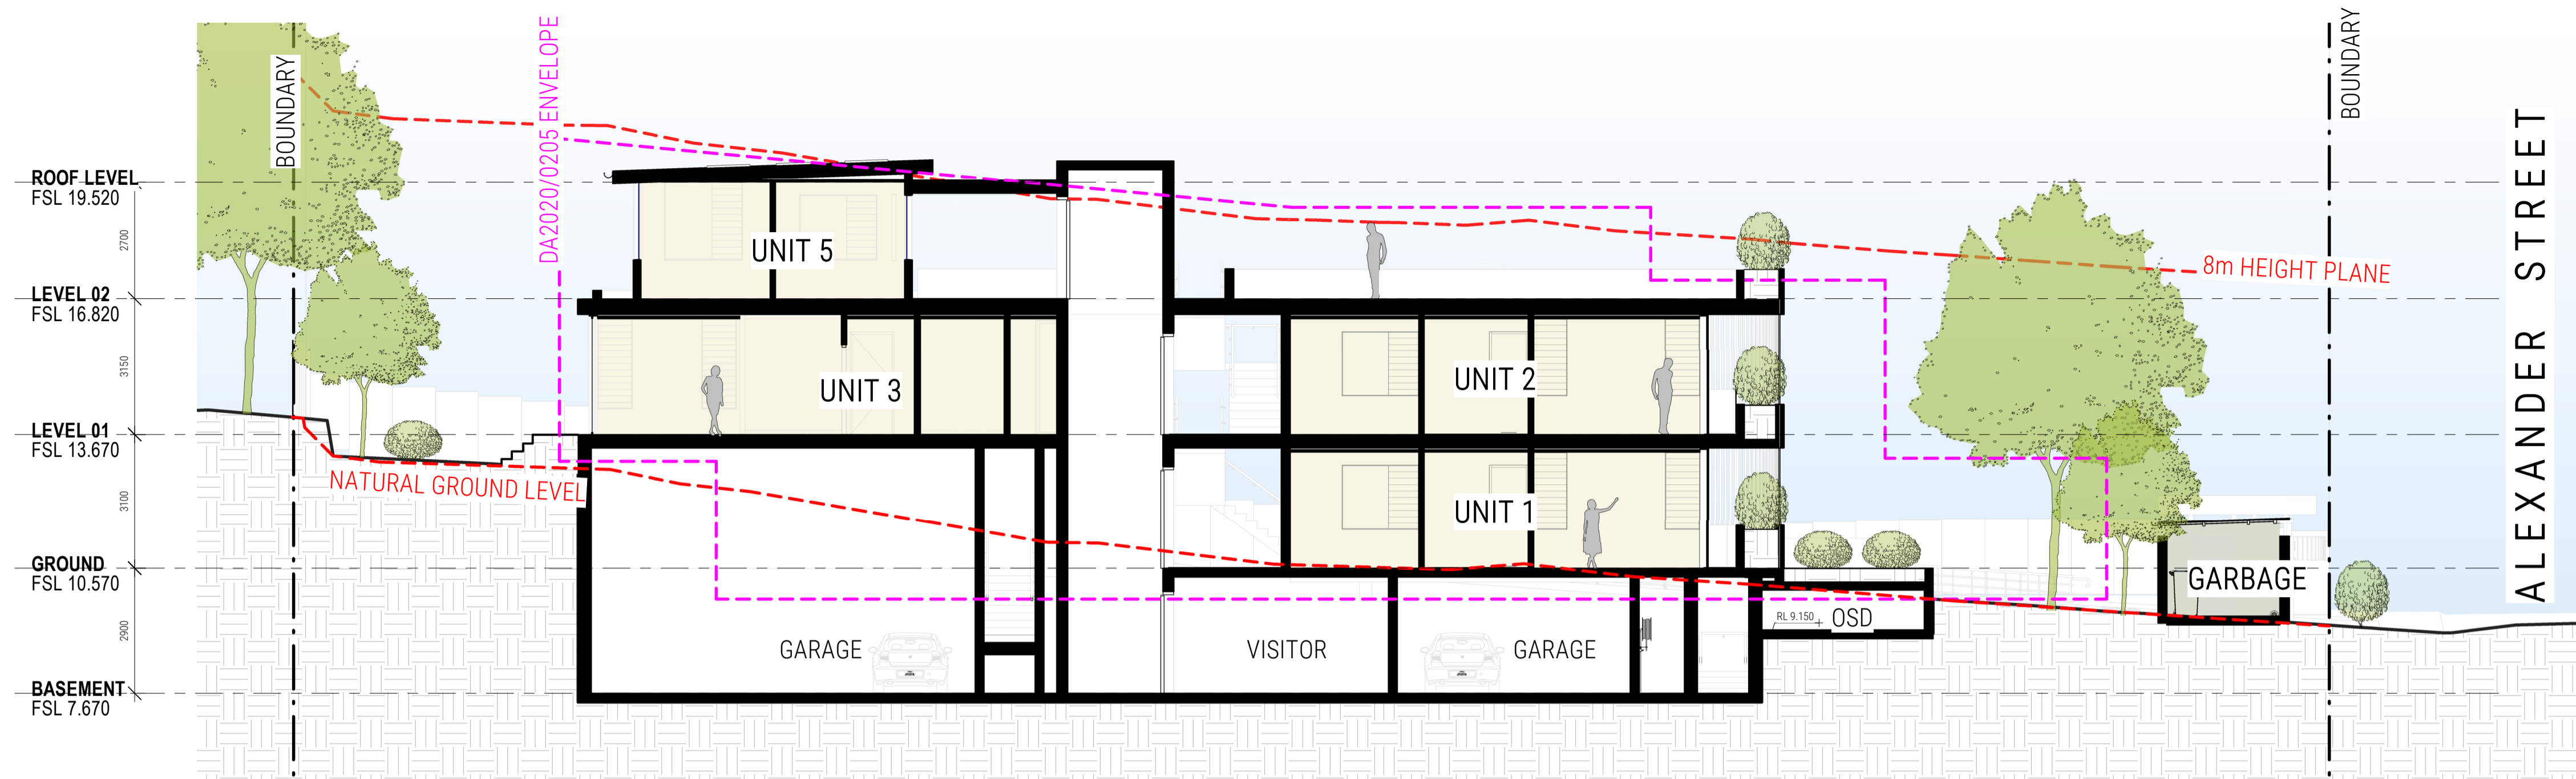 BOUNDARY
DA2020/0205 ENVELOPE
BOUNDARY
ALEXANDER STREET
ROOF LEVEL
FSL 19.520
2700
UNIT 5
8m HEIGHT PLANE
LEVEL 02
FSL 16.820
3150
UNIT 3
UNIT 2
LEVEL 01
FSL 13.670
NATURAL GROUND LEVEL
3100
UNIT 1
GROUND
FSL 10.570
GARBAGE
2900
GARAGE
VISITOR
GARAGE
RL 9.150
OSD
BASEMENT
FSL 7.670